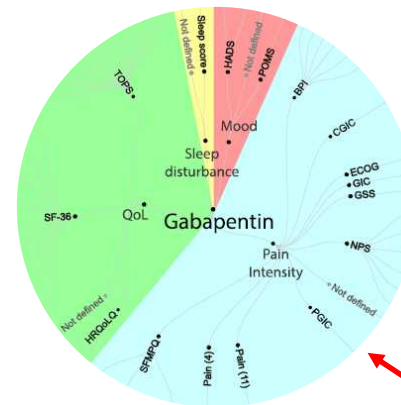 Sleep score
Not defined
HADS
Not defined
POMS
Mood
Sleep
disturbance
TOPS
SF-36
QoL
Not defined
HRQoLQ
Gabapentin
BPI
CGIC
ECOG
GIC
GSS
NPS
Pain
Intensity
Not defined
PGIC
Pain (11)
Pain (4)
SFMPQ